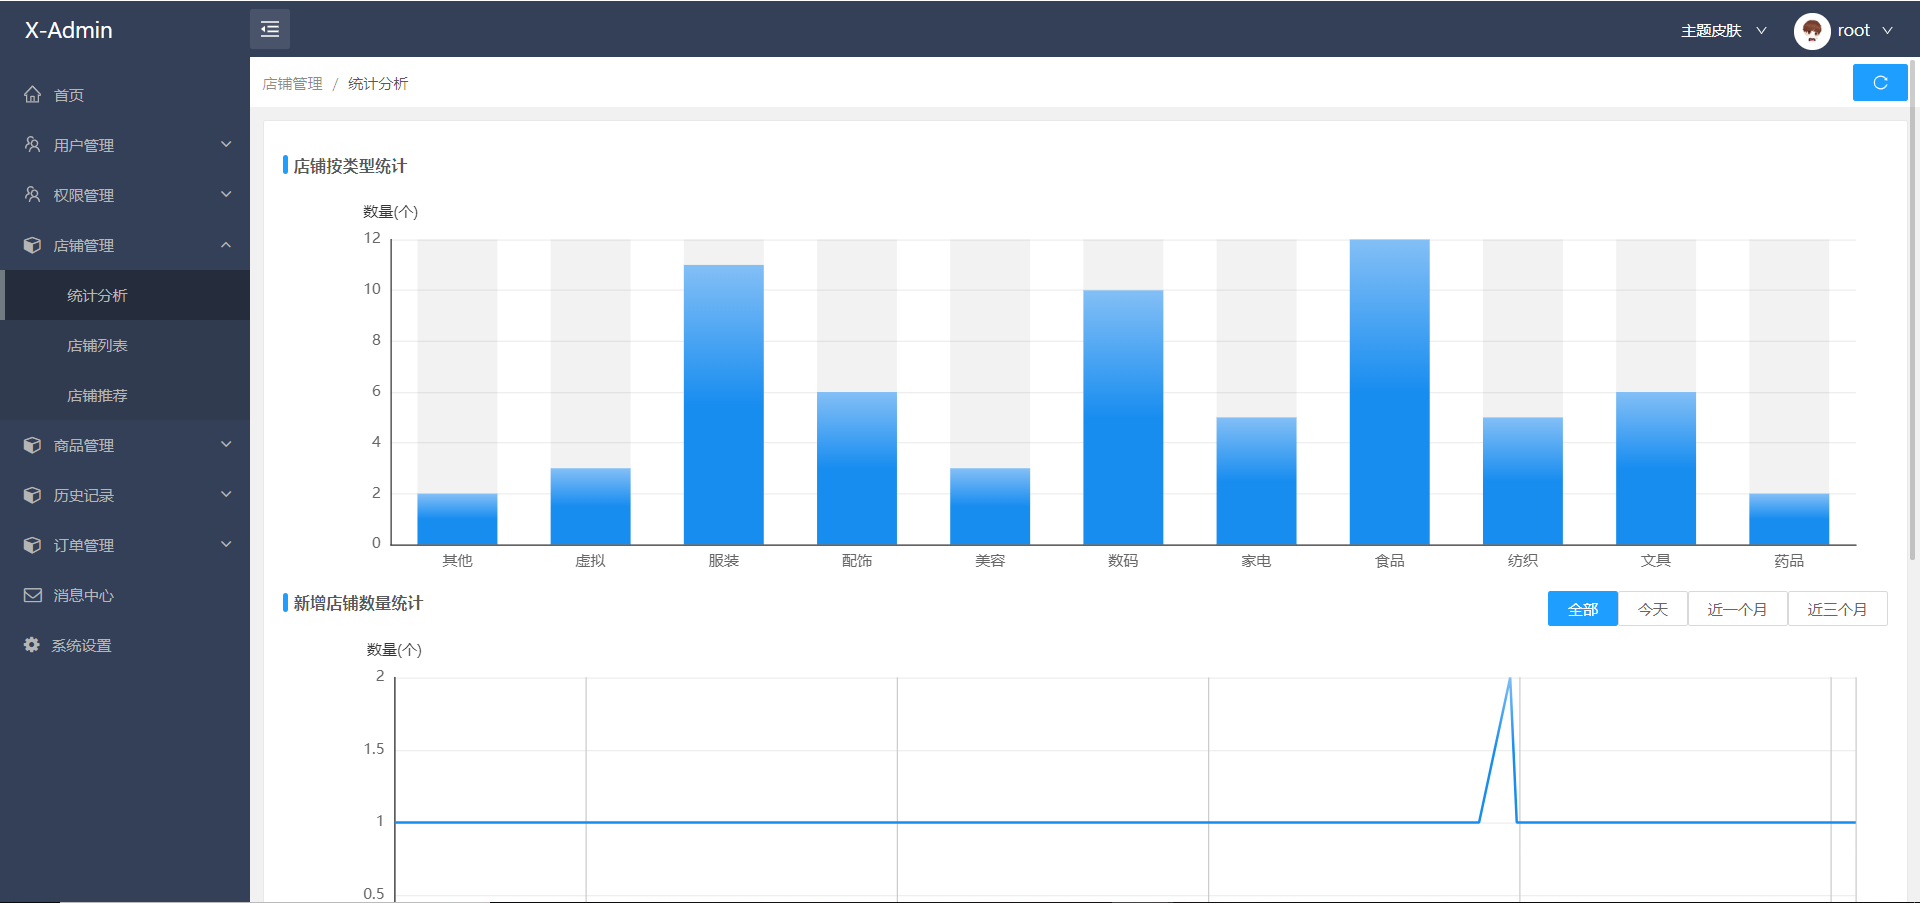 X-Admin
主题皮肤
root
首页
用户管理
权限管理
店铺管理
统计分析
店铺列表
店铺推荐
商品管理
历史记录
订单管理
消息中心
系统设置
店铺管理 / 统计分析
店铺按类型统计
数量(个)
12
10
8
6
4
2
0
其他 虚拟 服装 配饰 美容 数码 家电 食品 纺织 文具 药品
新增店铺数量统计
全部 今天 近一个月 近三个月
数量(个)
2
1.5
1
0.5